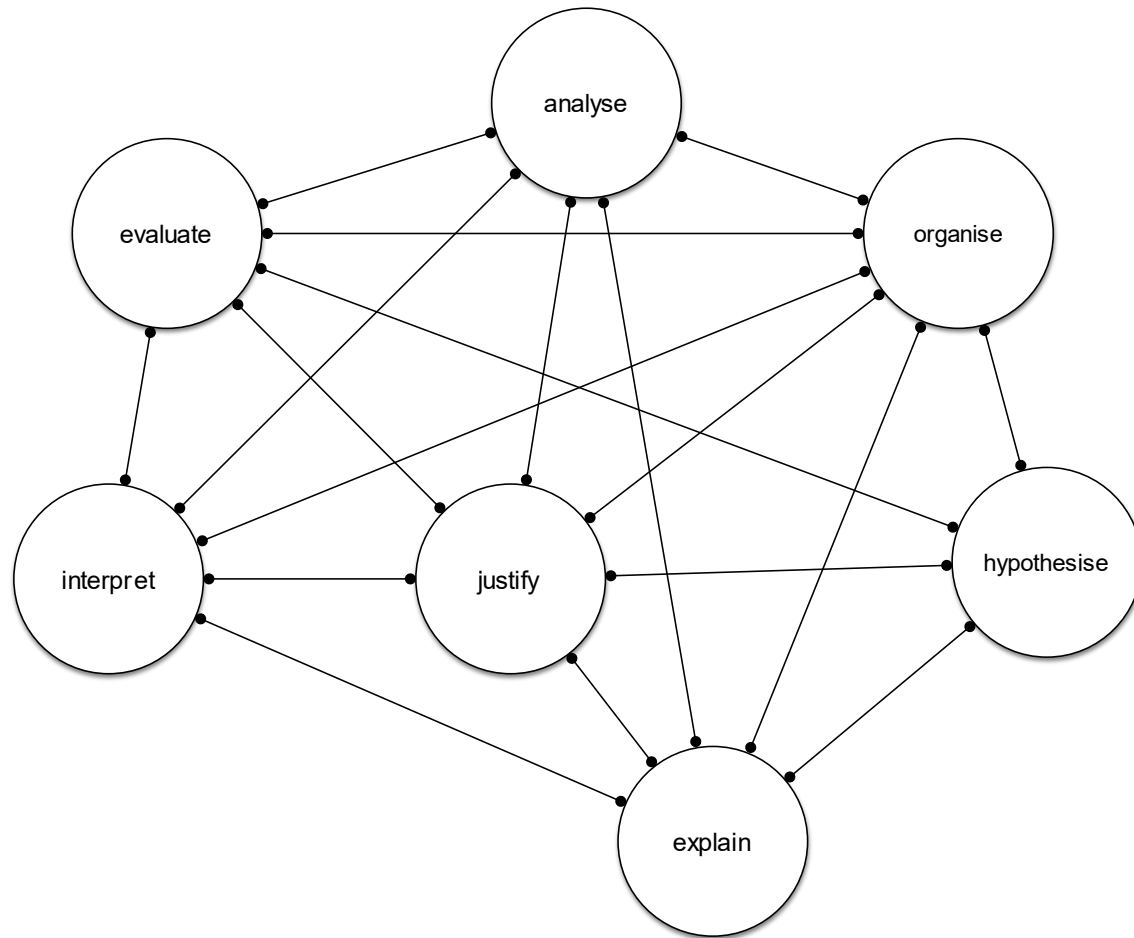 analyse
evaluate
organise
interpret
justify
hypothesise
explain